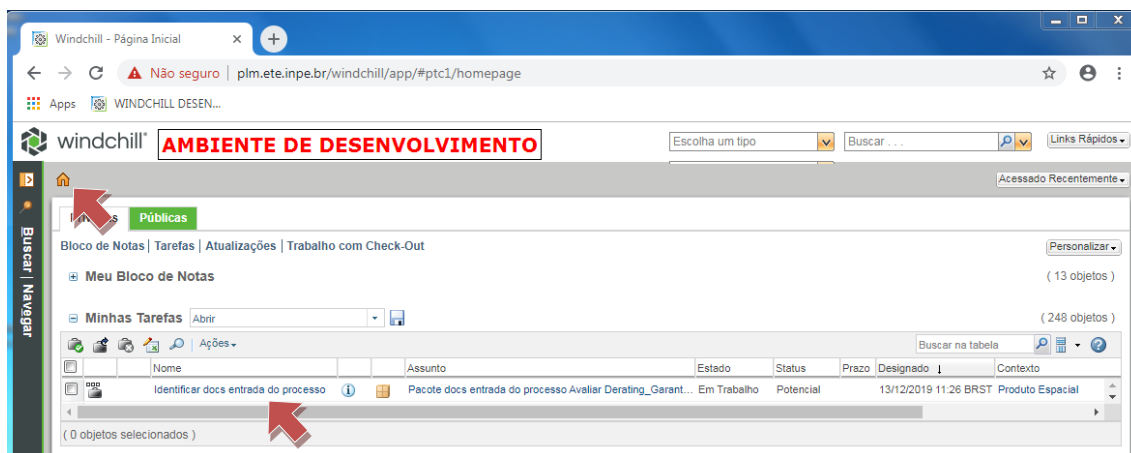 Windchill - Página Inicial
Não seguro | plm.ete.inpe.br/windchill/app/#ptc1/homepage
Apps WINDCHILL DESEN...
windchill AMBIENTE DE DESENVOLVIMENTO Escolha um tipo Buscar . . . Links Rápidos
Acessado Recentemente
Públicas
Buscar | Navegar
Bloco de Notas | Tarefas | Atualizações | Trabalho com Check-Out Personalizar
Meu Bloco de Notas ( 13 objetos )
Minhas Tarefas Abrir ( 248 objetos )
Ações Buscar na tabela
Nome Assunto Estado Status Prazo Designado Contexto
Identificar docs entrada do processo Pacote docs entrada do processo Avaliar Derating_Garant... Em Trabalho Potencial 13/12/2019 11:26 BRST Produto Espacial
( 0 objetos selecionados )